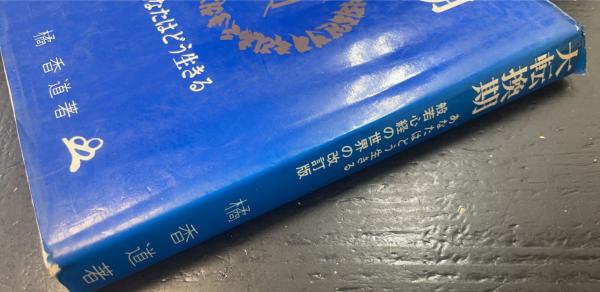 期
なたはどう生きる
橘香道著
大転換期
あなたはどう生きる
般若心経の世界の改訂版
橘香道著